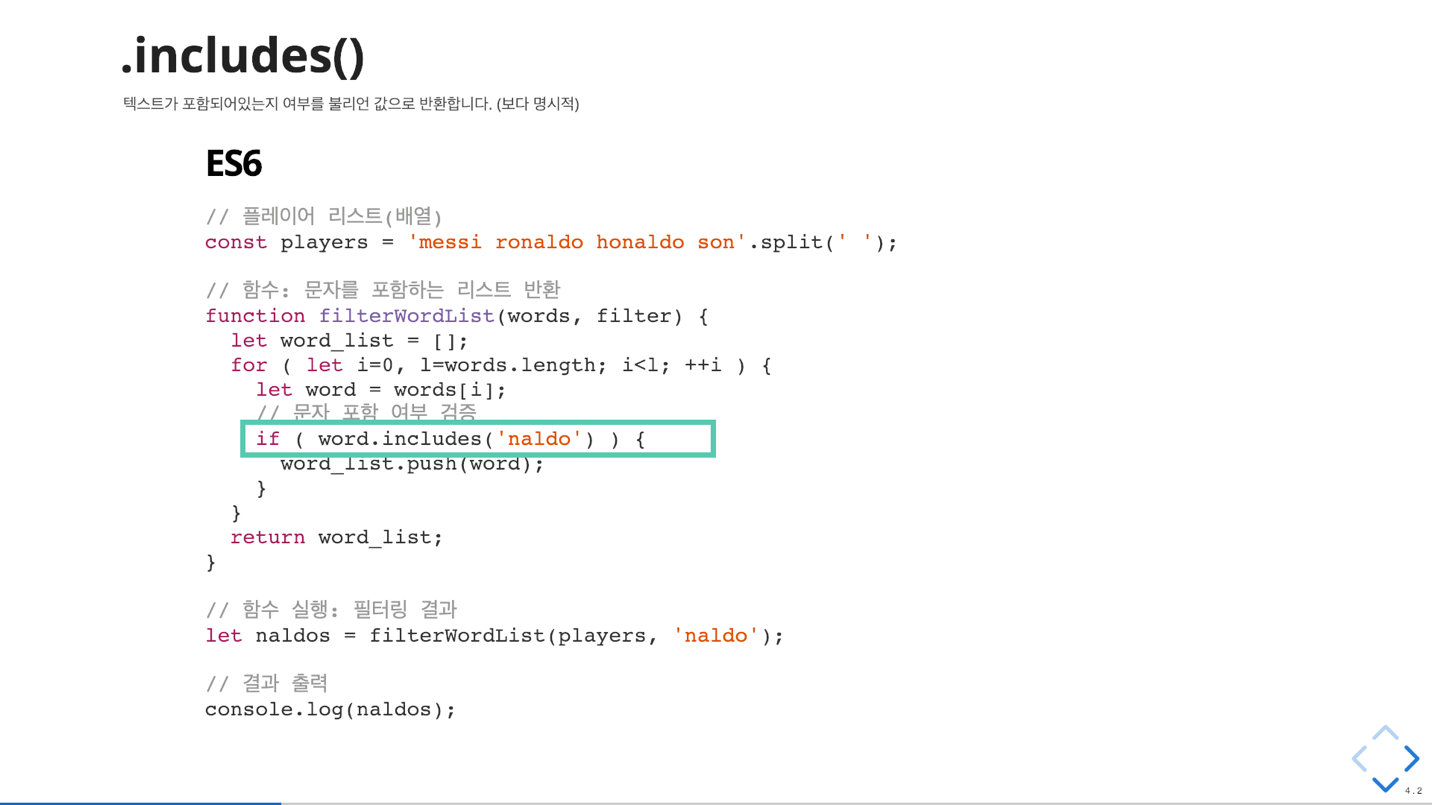 .includes()
텍스트가 포함되어있는지 여부를 불리언 값으로 반환합니다. (보다 명시적)
ES6
// 플레이어 리스트(배열)
const players = 'messi ronaldo honaldo son'.split(' ');
// 함수: 문자를 포함하는 리스트 반환
function filterWordList(words, filter) {
  let word_list = [];
  for ( let i=0, l=words.length; i<l; ++i ) {
    let word = words[i];
    // 문자 포함 여부 검증
    if ( word.includes('naldo') ) {
      word_list.push(word);
    }
  }
  return word_list;
}
// 함수 실행: 필터링 결과
let naldos = filterWordList(players, 'naldo');
// 결과 출력
console.log(naldos);
4.2